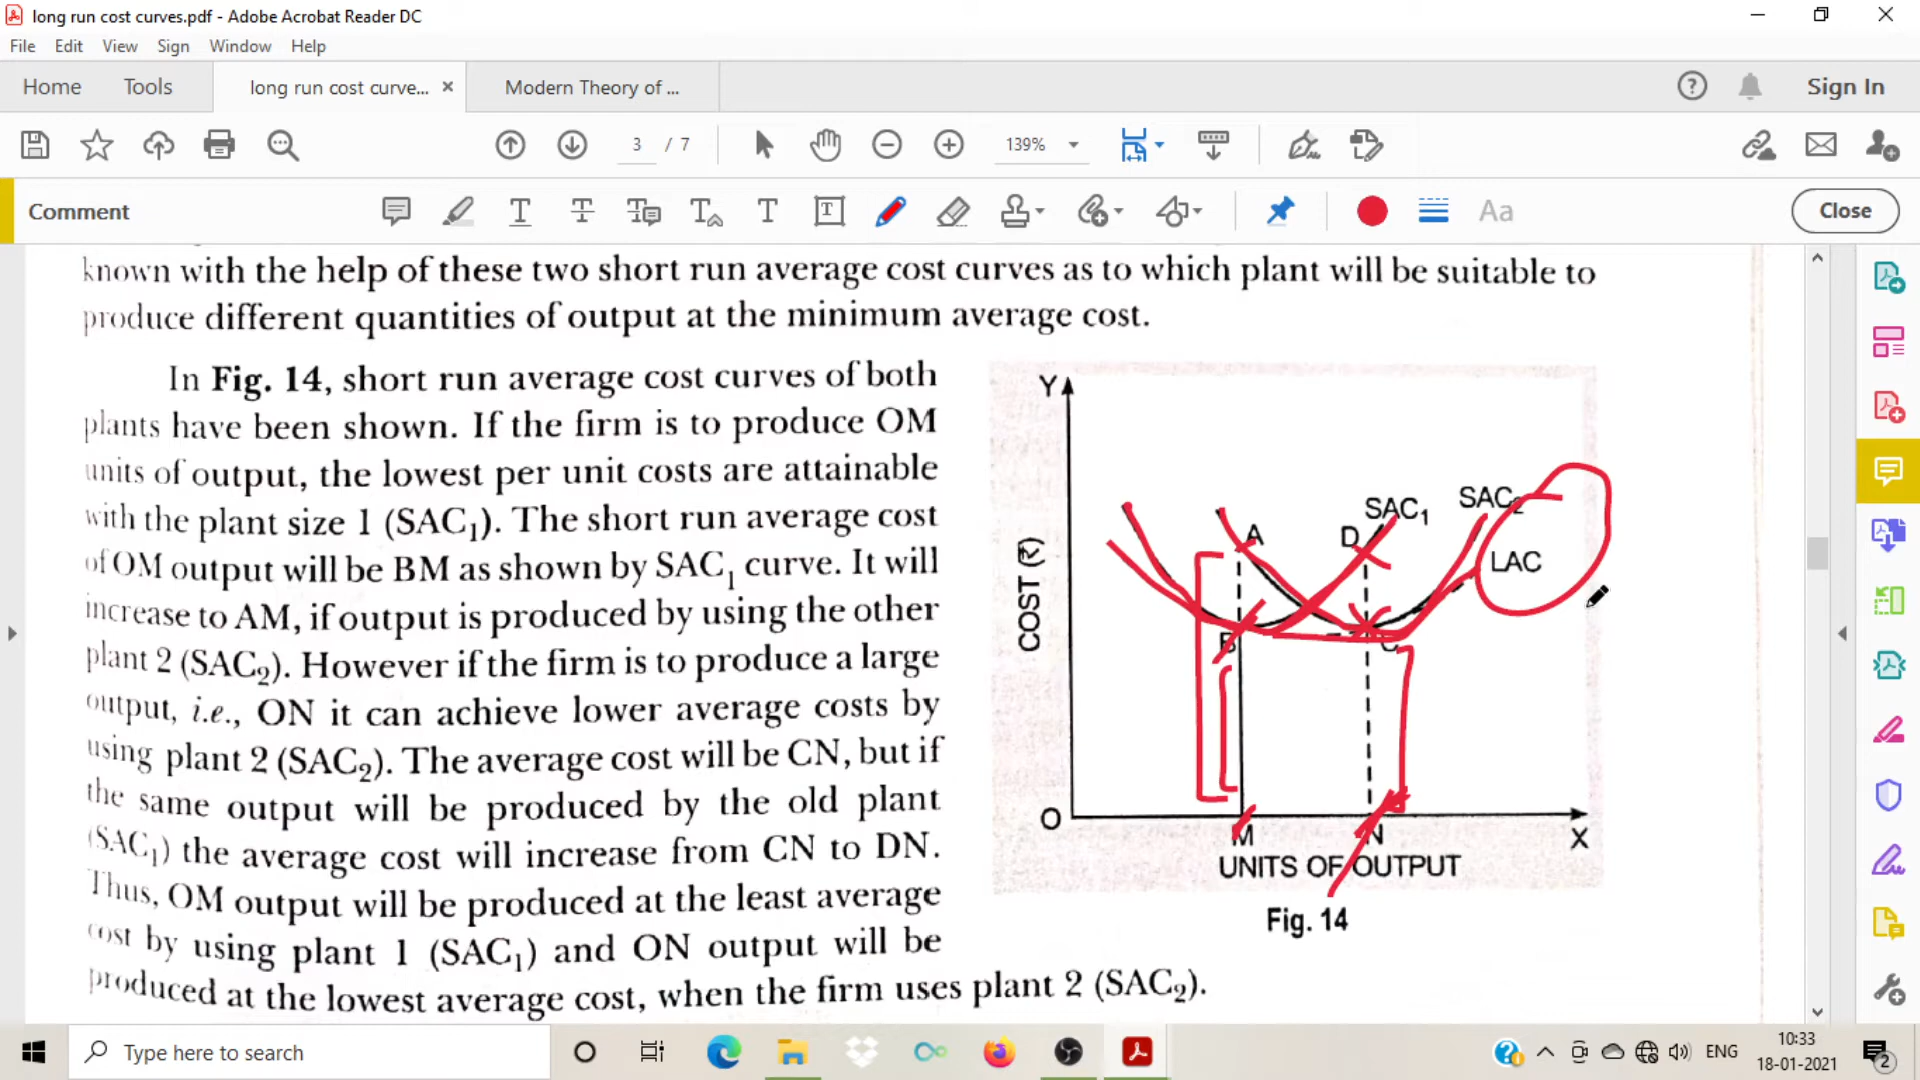 long run cost curves.pdf - Adobe Acrobat Reader DC
File Edit View Sign Window Help
Home Tools long run cost curve... × Modern Theory of ... Sign In
3 / 7 139%
Comment Aa Close
known with the help of these two short run average cost curves as to which plant will be suitable to
produce different quantities of output at the minimum average cost.
In Fig. 14, short run average cost curves of both
plants have been shown. If the firm is to produce OM
units of output, the lowest per unit costs are attainable
with the plant size 1 (SAC₁). The short run average cost
of OM output will be BM as shown by SAC₁ curve. It will
increase to AM, if output is produced by using the other
plant 2 (SAC₂). However if the firm is to produce a large
output, i.e., ON it can achieve lower average costs by
using plant 2 (SAC₂). The average cost will be CN, but if
the same output will be produced by the old plant
(SAC₁) the average cost will increase from CN to DN.
Thus, OM output will be produced at the least average
cost by using plant 1 (SAC₁) and ON output will be
produced at the lowest average cost, when the firm uses plant 2 (SAC₂).
Y
SAC₁ SAC₂
A D
LAC
COST (₹)
B C
O M N X
UNITS OF OUTPUT
Fig. 14
Type here to search
ENG
10:33
18-01-2021
2